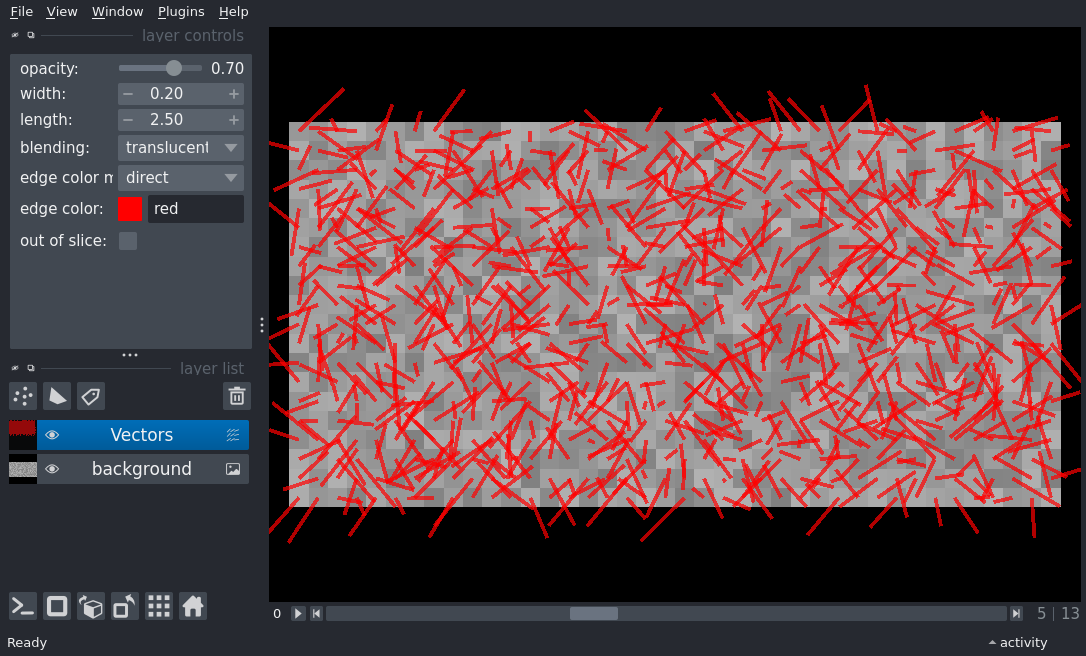 File View Window Plugins Help
layer controls
opacity: 0.70
width: − 0.20 +
length: − 2.50 +
blending: translucent
edge color m direct
edge color: red
out of slice:
layer list
Vectors
background
0 5 | 13
Ready activity